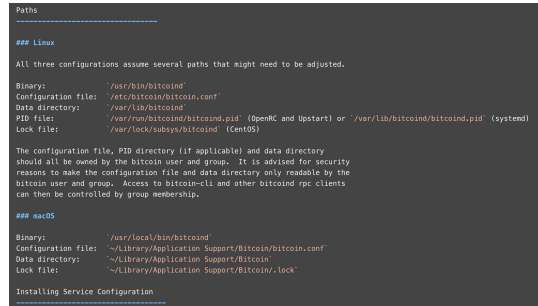 Paths
---------------------------------
### Linux
All three configurations assume several paths that might need to be adjusted.
Binary: `/usr/bin/bitcoind`
Configuration file: `/etc/bitcoin/bitcoin.conf`
Data directory: `/var/lib/bitcoind`
PID file: `/var/run/bitcoind/bitcoind.pid` (OpenRC and Upstart) or `/var/lib/bitcoind/bitcoind.pid` (systemd)
Lock file: `/var/lock/subsys/bitcoind` (CentOS)
The configuration file, PID directory (if applicable) and data directory
should all be owned by the bitcoin user and group. It is advised for security
reasons to make the configuration file and data directory only readable by the
bitcoin user and group. Access to bitcoin-cli and other bitcoind rpc clients
can then be controlled by group membership.
### macOS
Binary: `/usr/local/bin/bitcoind`
Configuration file: `~/Library/Application Support/Bitcoin/bitcoin.conf`
Data directory: `~/Library/Application Support/Bitcoin`
Lock file: `~/Library/Application Support/Bitcoin/.lock`
Installing Service Configuration
-----------------------------------